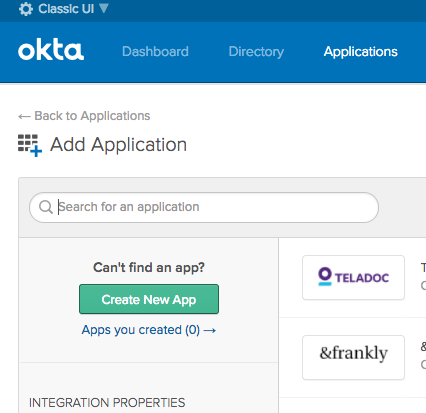 Classic UI
okta Dashboard Directory Applications
← Back to Applications
Add Application
Search for an application
Can't find an app?
Create New App
Apps you created (0) →
TELADOC
&frankly
INTEGRATION PROPERTIES